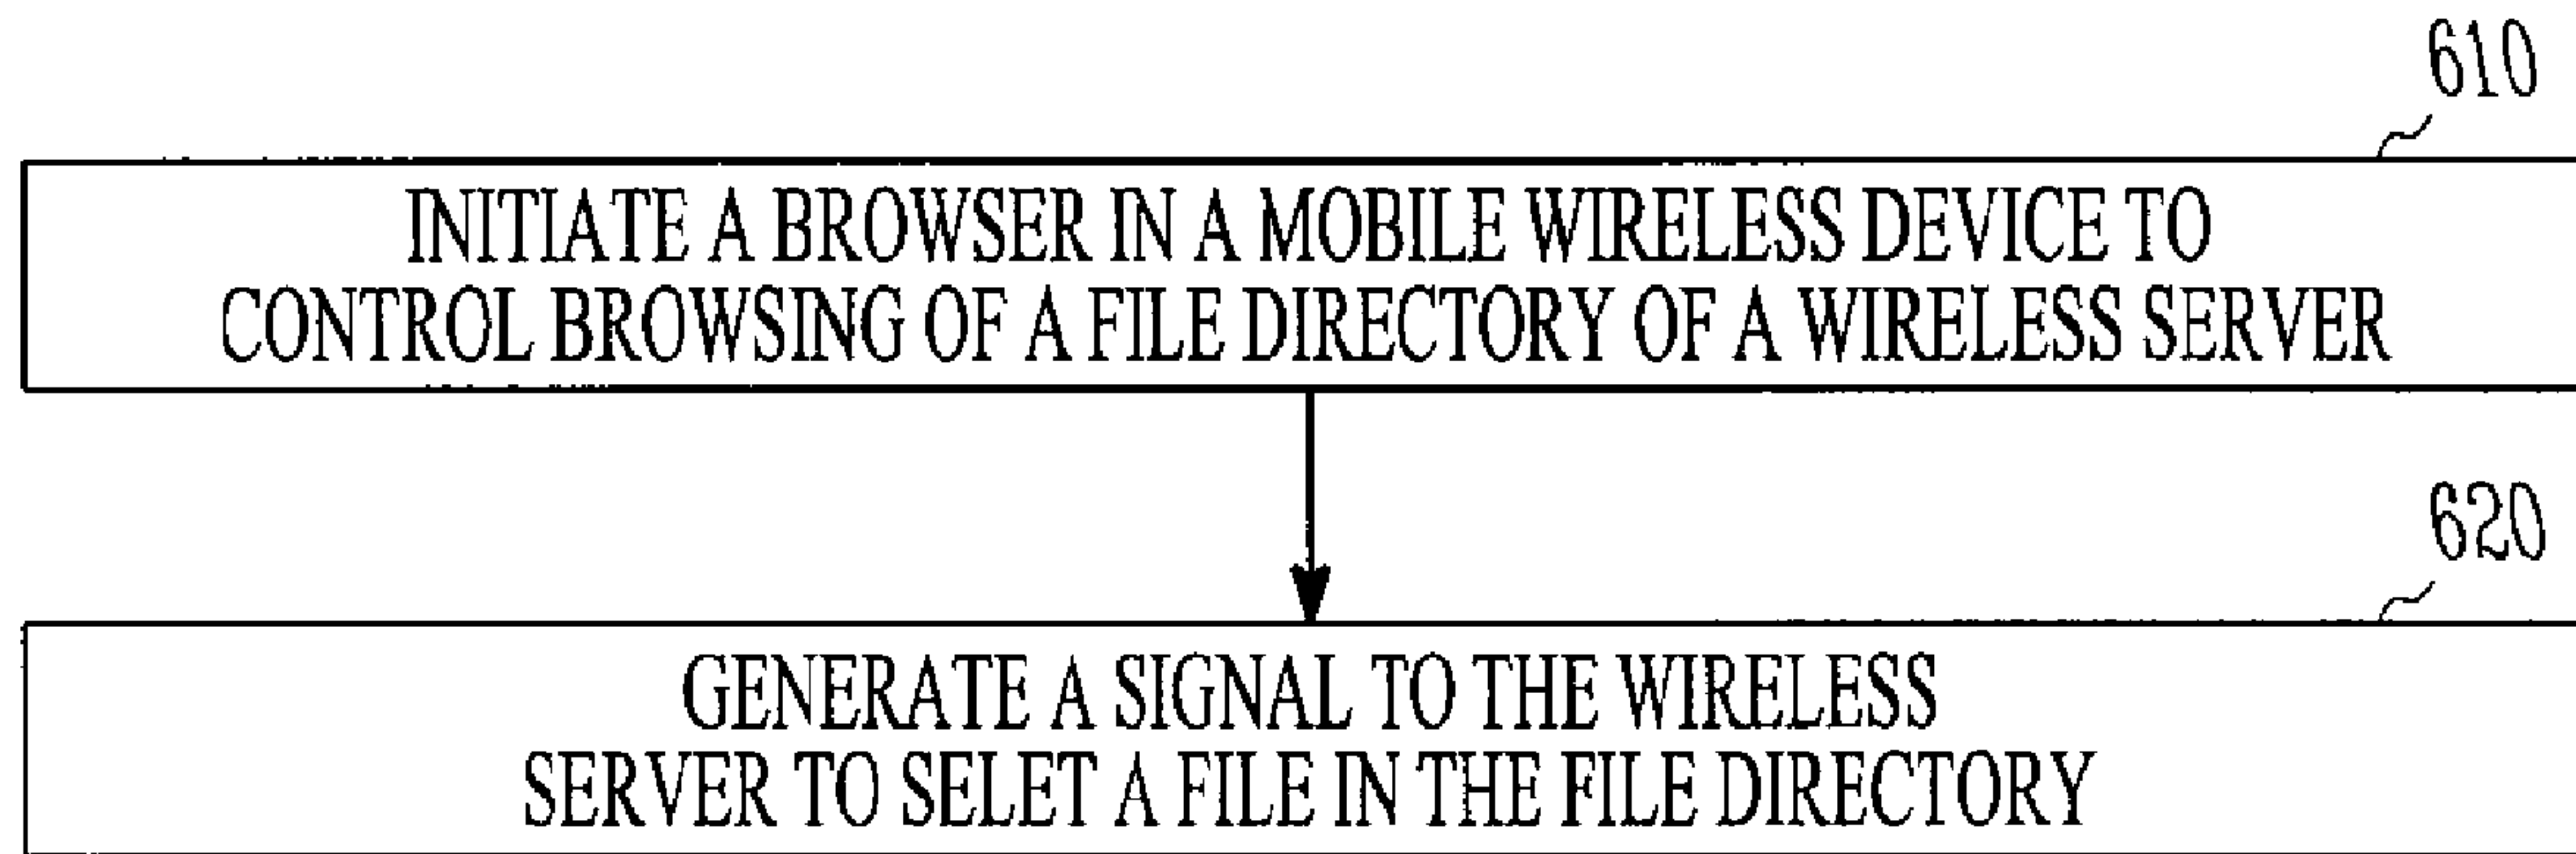 610
INITIATE A BROWSER IN A MOBILE WIRELESS DEVICE TO
CONTROL BROWSING OF A FILE DIRECTORY OF A WIRELESS SERVER
620
GENERATE A SIGNAL TO THE WIRELESS
SERVER TO SELET A FILE IN THE FILE DIRECTORY